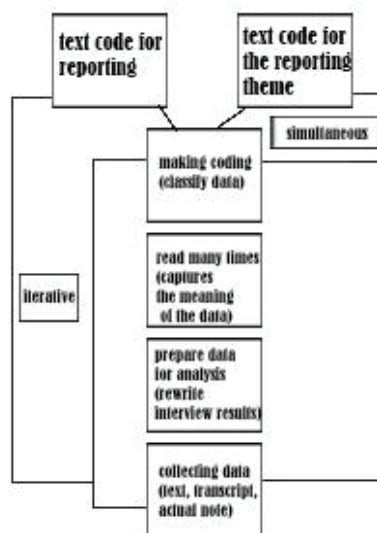 text code for
reporting
text code for
the reporting
theme
simultaneous
making coding
(classify data)
read many times
(captures
the meaning
of the data)
iterative
prepare data
for analysis
(rewrite
interview results)
collecting data
(text, transcript,
actual note)